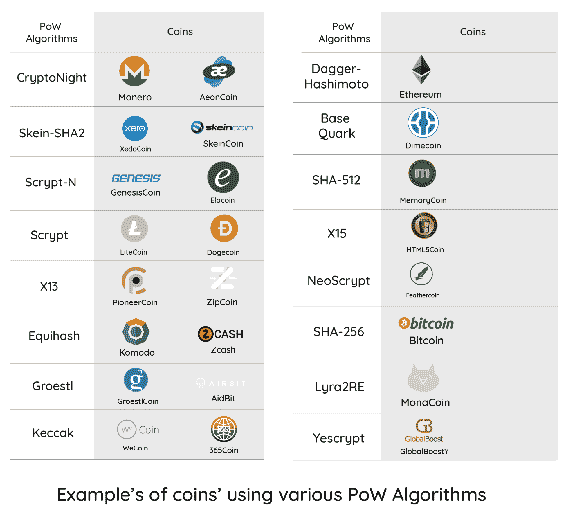 PoW
Algorithms
Coins
CryptoNight
Monero
AeonCoin
Skein-SHA2
XEDO
XedoCoin
skeincoin
SkeinCoin
Scrypt-N
GENESIS
GenesisCoin
e
Elacoin
Scrypt
Ł
LiteCoin
Ð
Dogecoin
X13
PioneerCoin
ZipCoin
Equihash
Komodo
ZCASH
Zcash
Groestl
GroestlCoin
AIDBIT
AidBit
Keccak
W Coin
WeCoin
365Coin
PoW
Algorithms
Coins
Dagger-
Hashimoto
Ethereum
Base
Quark
Dimecoin
SHA-512
m
MemoryCoin
X15
HTML5Coin
NeoScrypt
Feathercoin
SHA-256
bitcoin
Bitcoin
Lyra2RE
MonaCoin
Yescrypt
GlobalBoost
GlobalBoostY
Example's of coins' using various PoW Algorithms